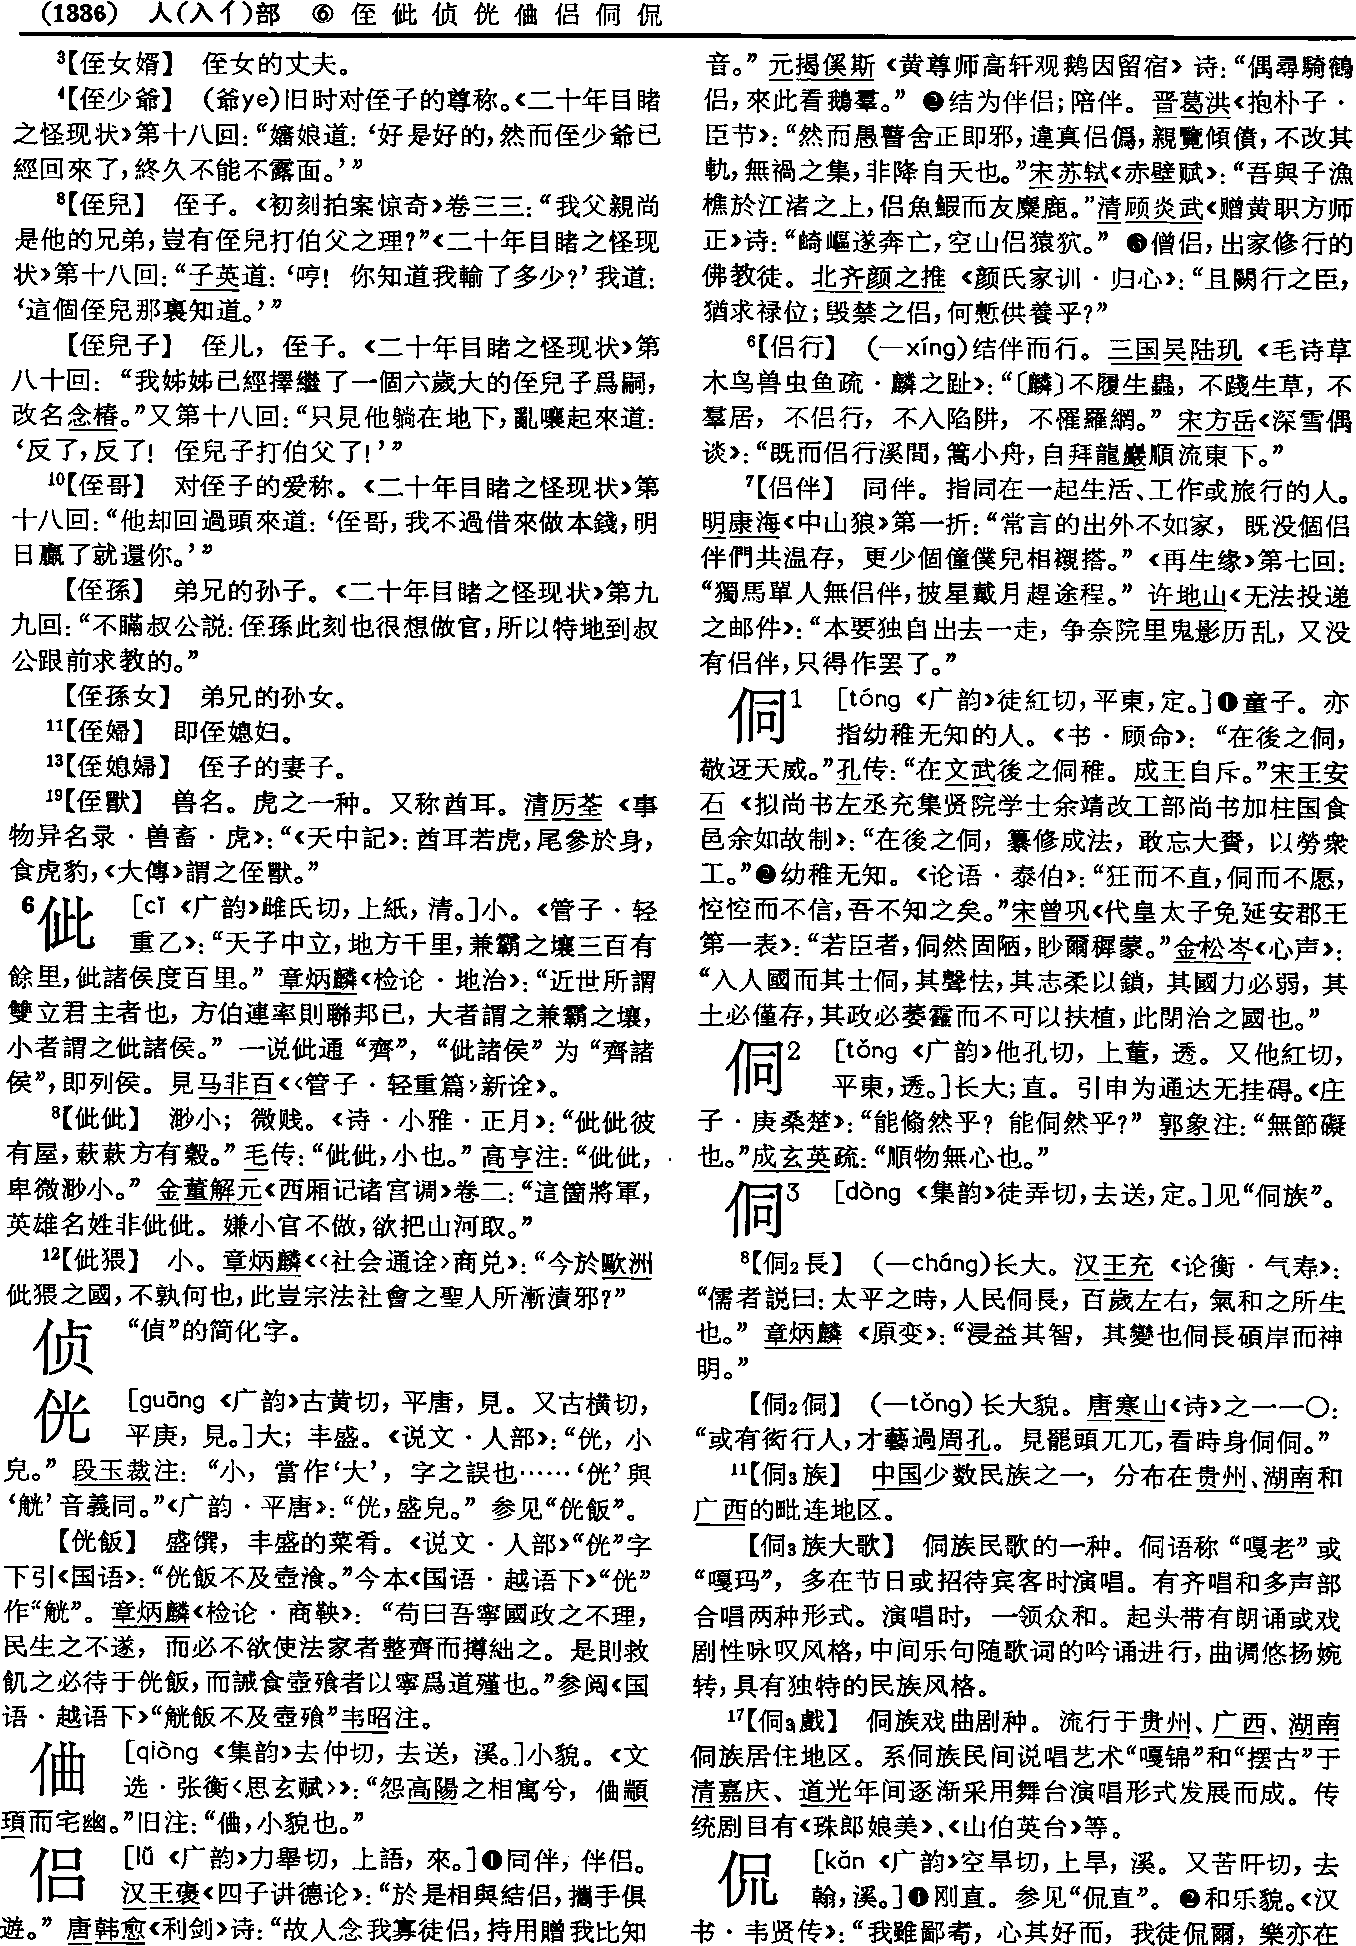 (1336) 人(入亻)部 ⑥ 侄 佌 侦 侊 㑋 侣 侗 侃
³【侄女婿】 侄女的丈夫。
⁴【侄少爺】 (爺ye)旧时对侄子的尊称。《二十年目睹
之怪现状》第十八回:“嬸娘道:‘好是好的,然而侄少爺已
經回來了,終久不能不露面。’”
⁸【侄兒】 侄子。《初刻拍案惊奇》卷三三:“我父親尚
是他的兄弟,豈有侄兒打伯父之理?”《二十年目睹之怪现
状》第十八回:“子英道:‘哼! 你知道我輸了多少?’我道:
‘這個侄兒那裏知道。’”
【侄兒子】 侄儿,侄子。《二十年目睹之怪现状》第
八十回:“我姊姊已經擇繼了一個六歲大的侄兒子爲嗣,
改名念椿。”又第十八回:“只見他躺在地下,亂嚷起來道:
‘反了,反了! 侄兒子打伯父了!’”
¹⁰【侄哥】 对侄子的爱称。《二十年目睹之怪现状》第
十八回:“他却回過頭來道:‘侄哥,我不過借來做本錢,明
日贏了就還你。’”
【侄孫】 弟兄的孙子。《二十年目睹之怪现状》第九
九回:“不瞞叔公説:侄孫此刻也很想做官,所以特地到叔
公跟前求教的。”
【侄孫女】 弟兄的孙女。
¹¹【侄婦】 即侄媳妇。
¹³【侄媳婦】 侄子的妻子。
¹⁹【侄獸】 兽名。虎之一种。又称酋耳。清厉荃《事
物异名录·兽畜·虎》:“《天中記》:酋耳若虎,尾參於身,
食虎豹,《大傳》謂之侄獸。”
⁶佌 [cǐ 《广韵》雌氏切,上紙,清。]小。《管子·轻
重乙》:“天子中立,地方千里,兼霸之壤三百有
餘里,佌諸侯度百里。” 章炳麟《检论·地治》:“近世所謂
雙立君主者也,方伯連率則聯邦已,大者謂之兼霸之壤,
小者謂之佌諸侯。” 一说佌通“齊”,“佌諸侯”为“齊諸
侯”,即列侯。見马非百《〈管子·轻重篇〉新诠》。
⁸【佌佌】 渺小;微贱。《诗·小雅·正月》:“佌佌彼
有屋,蔌蔌方有穀。”毛传:“佌佌,小也。”高亨注:“佌佌,
卑微渺小。” 金董解元《西厢记诸宫调》卷二:“這箇將軍,
英雄名姓非佌佌。嫌小官不做,欲把山河取。”
¹²【佌猥】 小。章炳麟《〈社会通诠〉商兑》:“今於歐洲
佌猥之國,不孰何也,此豈宗法社會之聖人所漸瀆邪?”
侦 “偵”的简化字。
侊 [guāng 《广韵》古黄切,平唐,見。又古横切,
平庚,見。]大;丰盛。《说文·人部》:“侊,小
皃。” 段玉裁注:“小,當作‘大’,字之誤也……‘侊’與
‘觥’音義同。”《广韵·平唐》:“侊,盛皃。” 参见“侊飯”。
【侊飯】 盛馔,丰盛的菜肴。《说文·人部》“侊”字
下引《国语》:“侊飯不及壺飡。”今本《国语·越语下》“侊”
作“觥”。章炳麟《检论·商鞅》:“苟曰吾寧國政之不理,
民生之不遂,而必不欲使法家者整齊而撙絀之。是則救
飢之必待于侊飯,而誡食壺飧者以寧爲道殣也。”参阅《国
语·越语下》“觥飯不及壺飧”韦昭注。
㑋 [qiòng 《集韵》去仲切,去送,溪。]小貌。《文
选·张衡〈思玄赋〉》:“怨高陽之相寓兮,㑋顓
頊而宅幽。”旧注:“㑋,小貌也。”
侣 [lǚ 《广韵》力舉切,上語,來。]❶同伴,伴侣。
汉王褒《四子讲德论》:“於是相與結侣,攜手俱
遊。” 唐韩愈《利剑》诗:“故人念我寡徒侣,持用贈我比知
音。” 元揭傒斯《黄尊师高轩观鹅因留宿》诗:“偶尋騎鶴
侣,來此看鵝羣。” ❷结为伴侣;陪伴。晋葛洪《抱朴子·
臣节》:“然而愚瞽舍正即邪,違真侣僞,親覽傾僨,不改其
軌,無禍之集,非降自天也。”宋苏轼《赤壁赋》:“吾與子漁
樵於江渚之上,侣魚鰕而友麋鹿。”清顾炎武《赠黄职方师
正》诗:“崎嶇遂奔亡,空山侣猿狖。” ❸僧侣,出家修行的
佛教徒。北齐颜之推《颜氏家训·归心》:“且闕行之臣,
猶求禄位;毁禁之侣,何慙供養乎?”
⁶【侣行】 (—xíng)结伴而行。三国吴陆玑《毛诗草
木鸟兽虫鱼疏·麟之趾》:“〔麟〕不履生蟲,不踐生草,不
羣居,不侣行,不入陷阱,不罹羅網。” 宋方岳《深雪偶
谈》:“既而侣行溪間,篙小舟,自拜龍巖順流東下。”
⁷【侣伴】 同伴。指同在一起生活、工作或旅行的人。
明康海《中山狼》第一折:“常言的出外不如家,既没個侣
伴們共温存,更少個僮僕兒相襯搭。”《再生缘》第七回:
“獨馬單人無侣伴,披星戴月趕途程。” 许地山《无法投递
之邮件》:“本要独自出去一走,争奈院里鬼影历乱,又没
有侣伴,只得作罢了。”
侗¹ [tóng 《广韵》徒紅切,平東,定。]❶童子。亦
指幼稚无知的人。《书·顾命》:“在後之侗,
敬迓天威。”孔传:“在文武後之侗稚。成王自斥。”宋王安
石《拟尚书左丞充集贤院学士余靖改工部尚书加柱国食
邑余如故制》:“在後之侗,纂修成法,敢忘大賚,以勞衆
工。”❷幼稚无知。《论语·泰伯》:“狂而不直,侗而不愿,
悾悾而不信,吾不知之矣。”宋曾巩《代皇太子免延安郡王
第一表》:“若臣者,侗然固陋,眇爾穉蒙。”金松岑《心声》:
“入人國而其士侗,其聲怯,其志柔以鎖,其國力必弱,其
土必僅存,其政必萎靡而不可以扶植,此閉治之國也。”
侗² [tǒng 《广韵》他孔切,上董,透。又他紅切,
平東,透。]长大;直。引申为通达无挂碍。《庄
子·庚桑楚》:“能翛然乎? 能侗然乎?” 郭象注:“無節礙
也。”成玄英疏:“順物無心也。”
侗³ [dòng 《集韵》徒弄切,去送,定。]见“侗族”。
⁸【侗₂長】 (—cháng)长大。汉王充《论衡·气寿》:
“儒者説曰:太平之時,人民侗長,百歲左右,氣和之所生
也。” 章炳麟《原变》:“浸益其智,其變也侗長碩岸而神
明。”
【侗₂侗】 (—tǒng)长大貌。唐寒山《诗》之一一〇:
“或有衒行人,才藝過周孔。見罷頭兀兀,看時身侗侗。”
¹¹【侗₃族】 中国少数民族之一,分布在贵州、湖南和
广西的毗连地区。
【侗₃族大歌】 侗族民歌的一种。侗语称“嘎老”或
“嘎玛”,多在节日或招待宾客时演唱。有齐唱和多声部
合唱两种形式。演唱时,一领众和。起头带有朗诵或戏
剧性咏叹风格,中间乐句随歌词的吟诵进行,曲调悠扬婉
转,具有独特的民族风格。
¹⁷【侗₃戲】 侗族戏曲剧种。流行于贵州、广西、湖南
侗族居住地区。系侗族民间说唱艺术“嘎锦”和“摆古”于
清嘉庆、道光年间逐渐采用舞台演唱形式发展而成。传
统剧目有《珠郎娘美》、《山伯英台》等。
侃 [kǎn 《广韵》空旱切,上旱,溪。又苦旰切,去
翰,溪。]❶刚直。参见“侃直”。❷和乐貌。《汉
书·韦贤传》:“我雖鄙耇,心其好而,我徒侃爾,樂亦在